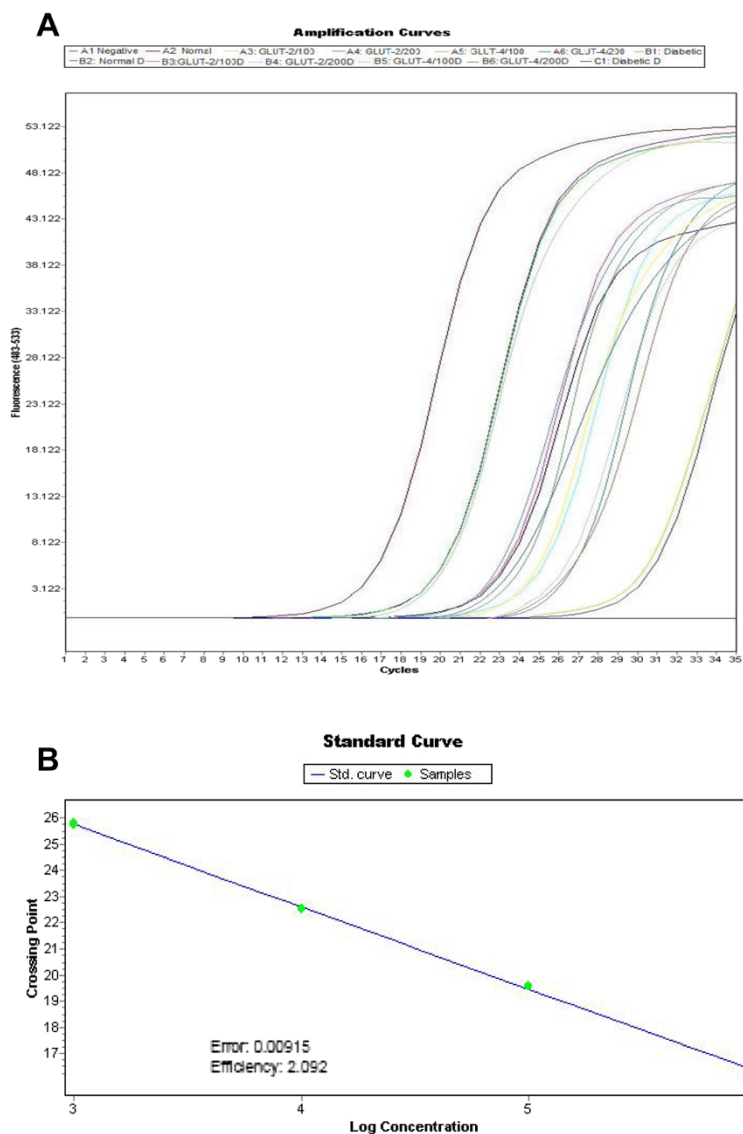 A
Amplification Curves
A1 Negative A2: Nomal A3: GLUT-2/100 A4: GLUT-2/200 A5: GLUT-4/100 A6: GLUT-4/200 B1: Diabetic
B2: Normal D B3:GLUT-2/100D B4: GLUT-2/200D B5: GLUT-4/100D B6:GLUT-4/200D C1: Diabetic D
53.122
48.122
43.122
38.122
33.122
28.122
23.122
18.122
13.122
8.122
3.122
Fluorescence (483-533)
1 2 3 4 5 6 7 8 9 10 11 12 13 14 15 16 17 18 19 20 21 22 23 24 25 26 27 28 29 30 31 32 33 34 35
Cycles
B
Standard Curve
Std. curve Samples
26
25
24
23
22
21
20
19
18
17
Crossing Point
Error: 0.00915
Efficiency: 2.092
3 4 5
Log Concentration